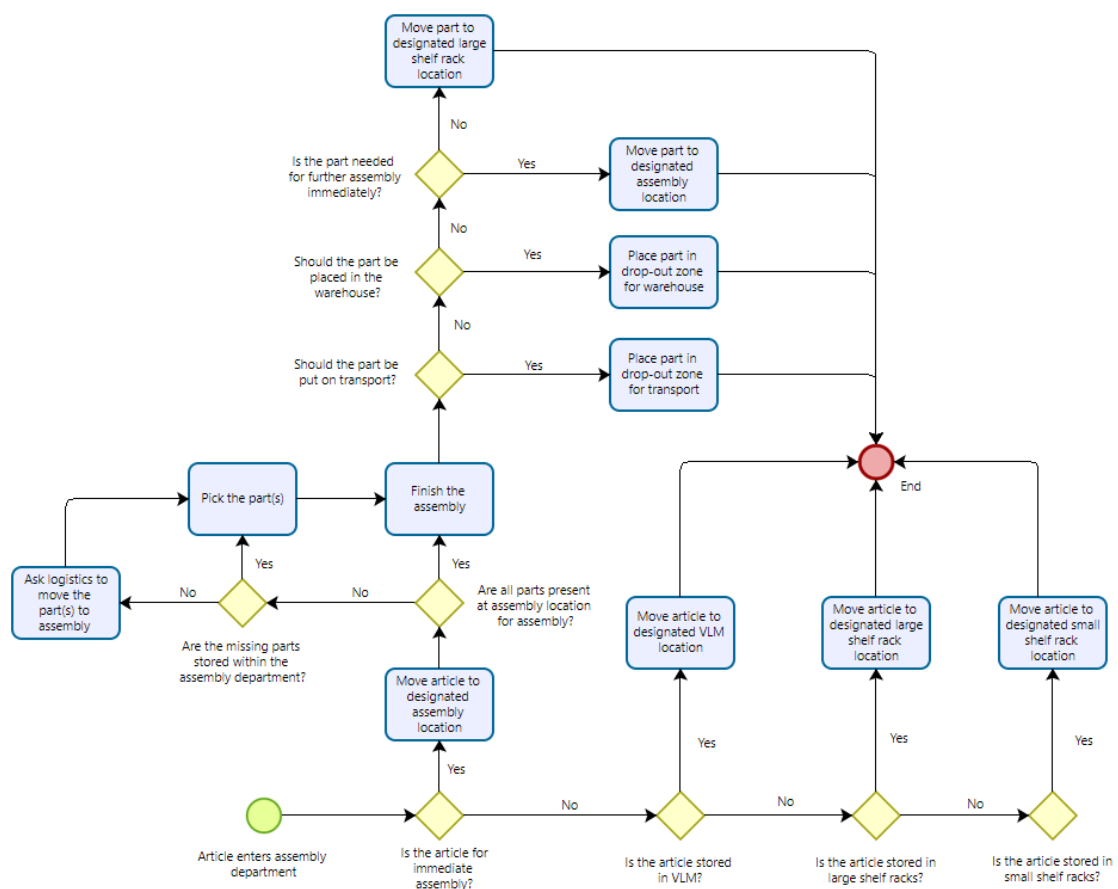 Move part to
designated large
shelf rack
location
No
Is the part needed
for further assembly
immediately?
Yes
Move part to
designated
assembly
location
No
Should the part be
placed in the
warehouse?
Yes
Place part in
drop-out zone
for warehouse
No
Should the part be
put on transport?
Yes
Place part in
drop-out zone
for transport
Pick the part(s)
Finish the
assembly
End
Yes
Yes
Ask logistics to
move the
part(s) to
assembly
No
No
Are all parts present
at assembly location
for assembly?
Are the missing parts
stored within the
assembly department?
Move article to
designated VLM
location
Move article to
designated large
shelf rack
location
Move article to
designated small
shelf rack location
Move article to
designated
assembly
location
Yes
Yes
Yes
Yes
No
No
No
Article enters assembly
department
Is the article for
immediate
assembly?
Is the article stored
in VLM?
Is the article stored in
large shelf racks?
Is the article stored in
small shelf racks?